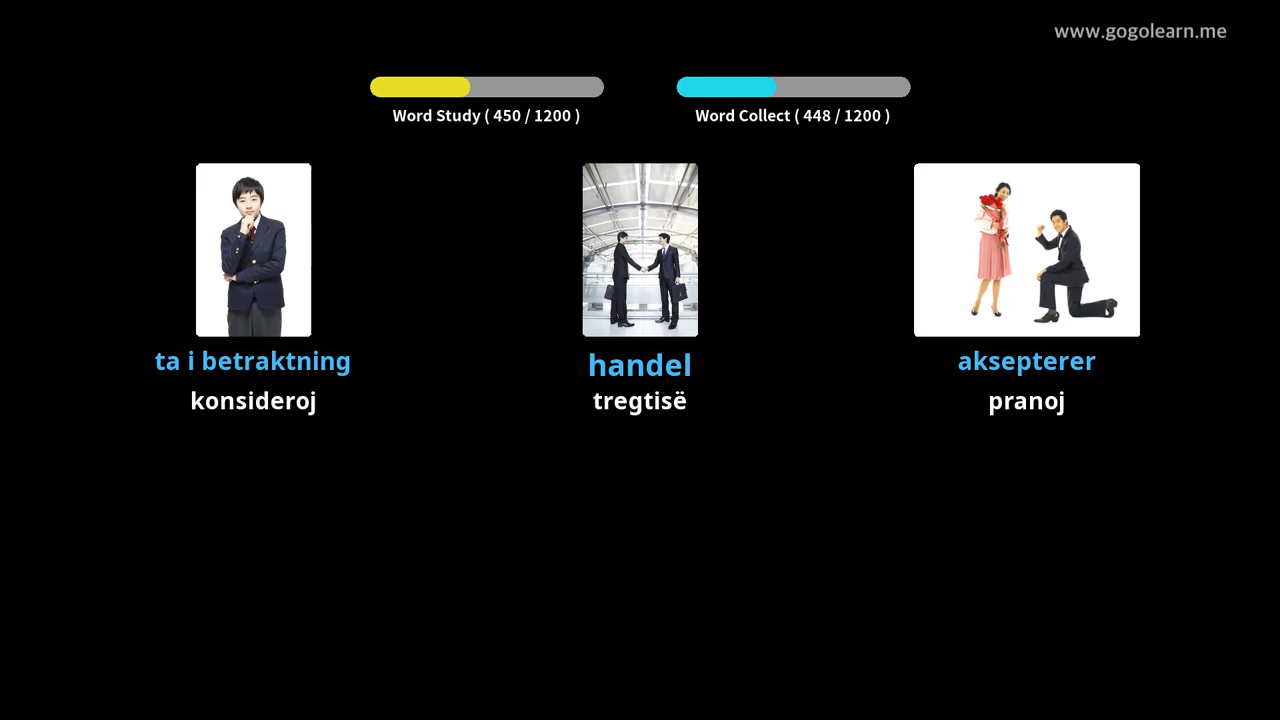 www.gogolearn.me
Word Study ( 450 / 1200 )
Word Collect ( 448 / 1200 )
ta i betraktning
handel
aksepterer
konsideroj
tregtisë
pranoj